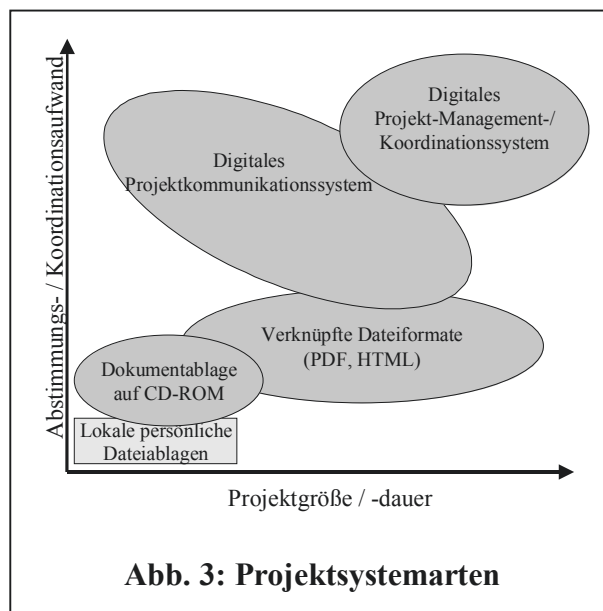 Abstimmungs- / Koordinationsaufwand
Digitales
Projekt-Management-/
Koordinationssystem
Digitales
Projektkommunikationssystem
Verknüpfte Dateiformate
(PDF, HTML)
Dokumentablage
auf CD-ROM
Lokale persönliche
Dateiablagen
Projektgröße / -dauer
Abb. 3: Projektsystemarten